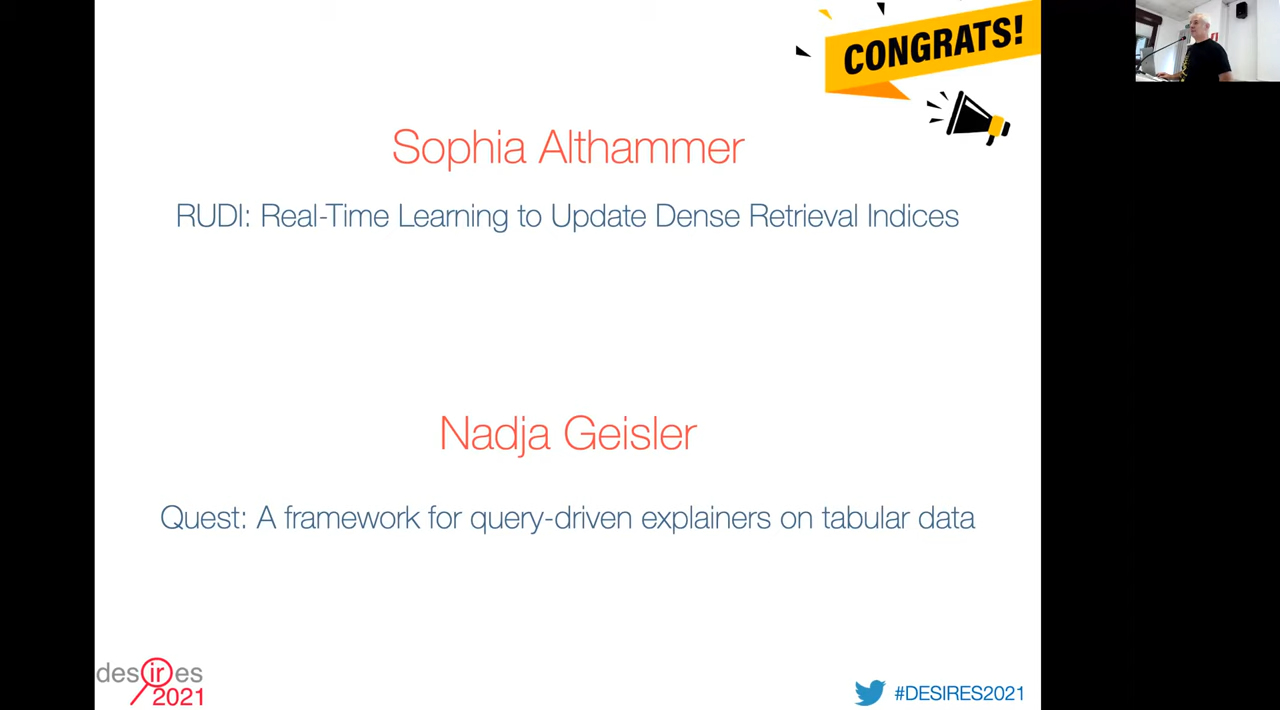 CONGRATS!
Sophia Althammer
RUDI: Real-Time Learning to Update Dense Retrieval Indices
Nadja Geisler
Quest: A framework for query-driven explainers on tabular data
desires
2021
#DESIRES2021